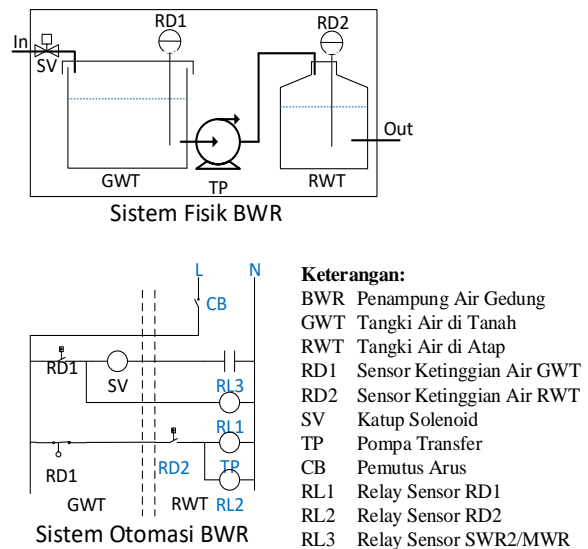 RD1
RD2
In
SV
Out
GWT
TP
RWT
Sistem Fisik BWR
L
N
CB
RD1
SV
RL3
RL1
RD2
TP
RD1
GWT
RWT
RL2
Sistem Otomasi BWR
Keterangan:
BWR Penampung Air Gedung
GWT Tangki Air di Tanah
RWT Tangki Air di Atap
RD1 Sensor Ketinggian Air GWT
RD2 Sensor Ketinggian Air RWT
SV Katup Solenoid
TP Pompa Transfer
CB Pemutus Arus
RL1 Relay Sensor RD1
RL2 Relay Sensor RD2
RL3 Relay Sensor SWR2/MWR